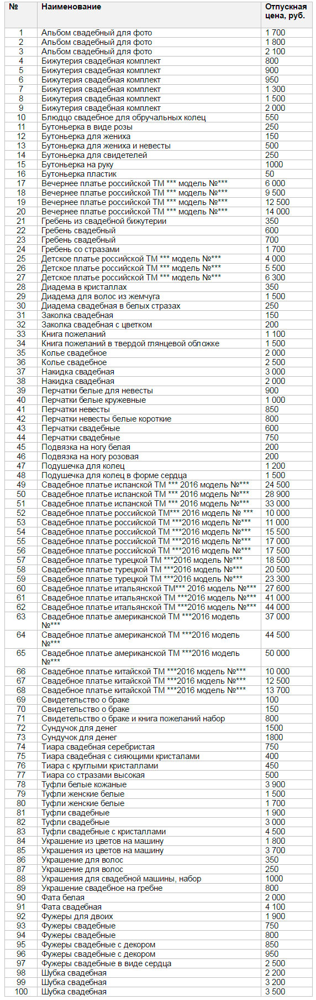 № Наименование Отпускная
цена, руб.
1 Альбом свадебный для фото 1 700
2 Альбом свадебный для фото 1 800
3 Альбом свадебный для фото 2 100
4 Бижутерия свадебная комплект 800
5 Бижутерия свадебная комплект 900
6 Бижутерия свадебная комплект 950
7 Бижутерия свадебная комплект 1 300
8 Бижутерия свадебная комплект 1 500
9 Бижутерия свадебная комплект 2 000
10 Блюдцо свадебное для обручальных колец 550
11 Бутоньерка в виде розы 250
12 Бутоньерка для жениха 150
13 Бутоньерка для жениха и невесты 500
14 Бутоньерка для свидетелей 250
15 Бутоньерка на руку 1000
16 Бутоньерка пластик 50
17 Вечернее платье российской ТМ *** модель №*** 6 000
18 Вечернее платье российской ТМ *** модель №*** 9 500
19 Вечернее платье российской ТМ *** модель №*** 12 500
20 Вечернее платье российской ТМ *** модель №*** 14 000
21 Гребень из свадебной бижутерии 350
22 Гребень свадебный 600
23 Гребень свадебный 700
24 Гребень со стразами 1 700
25 Детское платье российской ТМ *** модель №*** 4 000
26 Детское платье российской ТМ *** модель №*** 5 500
27 Детское платье российской ТМ *** модель №*** 6 300
28 Диадема в кристаллах 350
29 Диадема для волос из жемчуга 1 500
30 Диадема свадебная в белых стразах 250
31 Заколка свадебная 150
32 Заколка свадебная с цветком 200
33 Книга пожеланий 1 100
34 Книга пожеланий в твердой глянцевой обложке 1 500
35 Колье свадебное 2 000
36 Колье свадебное 2 500
37 Накидка свадебная 3 000
38 Накидка свадебная 2 000
39 Перчатки белые для невесты 900
40 Перчатки белые кружевные 1 000
41 Перчатки невесты 850
42 Перчатки невесты белые короткие 800
43 Перчатки свадебные 600
44 Перчатки свадебные 750
45 Подвязка на ногу белая 200
46 Подвязка на ногу розовая 200
47 Подушечка для колец 1 200
48 Подушечка для колец в форме сердца 1 500
49 Свадебное платье испанской ТМ *** 2016 модель №*** 24 500
50 Свадебное платье испанской ТМ *** 2016 модель №*** 28 900
51 Свадебное платье испанской ТМ *** 2016 модель №*** 33 000
52 Свадебное платье российской ТМ*** 2016 модель № *** 10 000
53 Свадебное платье российской ТМ ***2016 модель №*** 11 000
54 Свадебное платье российской ТМ ***2016 модель №*** 15 500
55 Свадебное платье российской ТМ ***2016 модель №*** 17 000
56 Свадебное платье российской ТМ ***2016 модель №*** 17 500
57 Свадебное платье турецкой ТМ ***2016 модель №*** 18 500
58 Свадебное платье турецкой ТМ ***2016 модель №*** 20 500
59 Свадебное платье турецкой ТМ ***2016 модель №*** 23 300
60 Свадебное платье итальянской ТМ*** 2016 модель №*** 27 600
61 Свадебное платье итальянской ТМ ***2016 модель №*** 41 000
62 Свадебное платье итальянской ТМ ***2016 модель №*** 44 000
63 Свадебное платье американской ТМ ***2016 модель 37 000
№***
64 Свадебное платье американской ТМ ***2016 модель 44 500
№***
65 Свадебное платье американской ТМ ***2016 модель 50 000
№***
66 Свадебное платье китайской ТМ ***2016 модель №*** 10 000
67 Свадебное платье китайской ТМ ***2016 модель №*** 12 500
68 Свадебное платье китайской ТМ ***2016 модель №*** 13 700
69 Свидетельство о браке 100
70 Свидетельство о браке 150
71 Свидетельство о браке и книга пожеланий набор 800
72 Сундучок для денег 1500
73 Сундучок для денег 1800
74 Тиара свадебная серебристая 750
75 Тиара свадебная с сияющими кристалами 400
76 Тиара с круглыми кристаллами 450
77 Тиара со стразами высокая 500
78 Туфли белые кожаные 3 900
79 Туфли женские белые 1 500
80 Туфли женские белые 1 700
81 Туфли свадебные 1 900
82 Туфли свадебные 3 000
83 Туфли свадебные с кристаллами 4 500
84 Украшение из цветов на машину 1 800
85 Украшения из цветов на машину 3 700
86 Украшение для волос 350
87 Украшение для волос 250
88 Украшения для свадебной машины, набор 1000
89 Украшение свадебное на гребне 800
90 Фата белая 2 000
91 Фата свадебная 4 100
92 Фужеры для двоих 1 900
93 Фужеры свадебные 750
94 Фужеры свадебные 800
95 Фужеры свадебные с декором 850
96 Фужеры свадебные с декором 950
97 Фужеры свадебные в виде сердца 2 500
98 Шубка свадебная 2 200
99 Шубка свадебная 3 200
100 Шубка свадебная 3 500